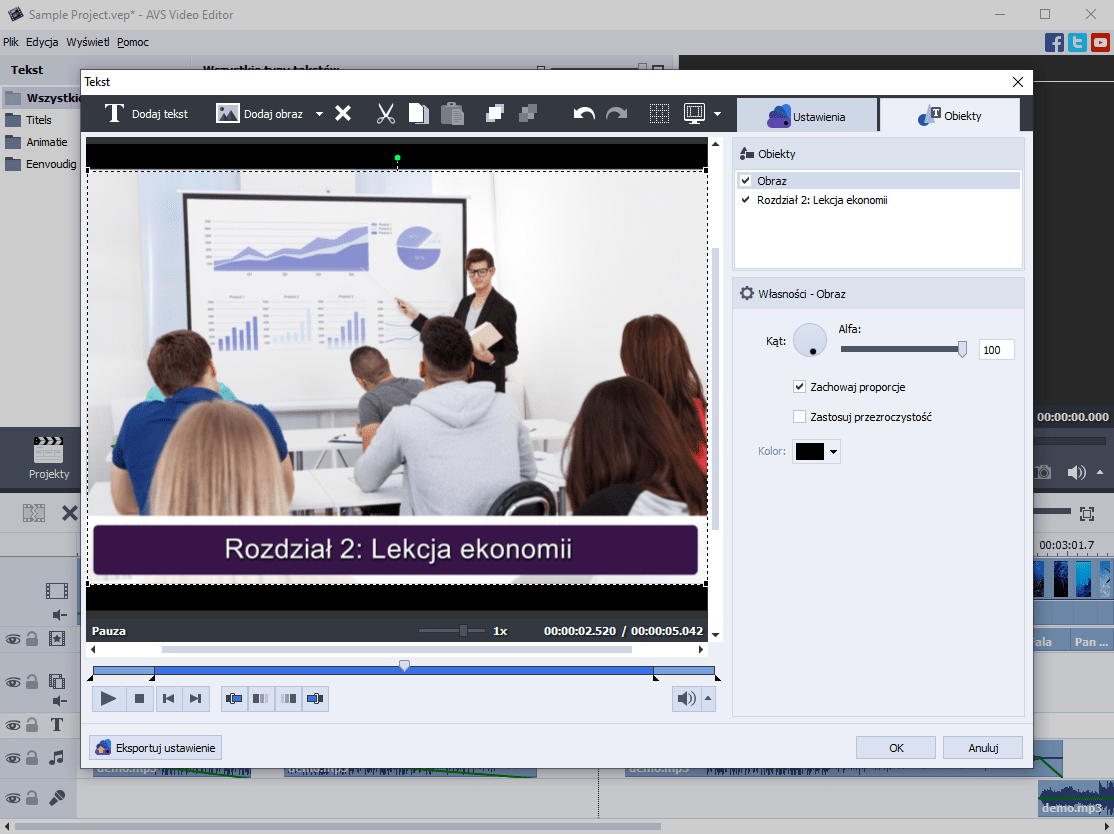 Sample Project.vep* - AVS Video Editor
Plik Edycja Wyświetl Pomoc
Tekst
Wszystkie typy tekstów
Wszystkie
Titels
Animatie
Eenvoudig
Projekty
Tekst
Dodaj tekst
Dodaj obraz
Ustawienia
Obiekty
Obiekty
Obraz
Rozdział 2: Lekcja ekonomii
Własności - Obraz
Kąt:
Alfa:
100
Zachowaj proporcje
Zastosuj przezroczystość
Kolor:
Rozdział 2: Lekcja ekonomii
Pauza
1x
00:00:02.520 / 00:00:05.042
Eksportuj ustawienie
OK
Anuluj
00:00:00.000
00:03:01.7
ala
Pan ...
T
demo.mp3
demo.mp3
demo.mp3
demo.mp3